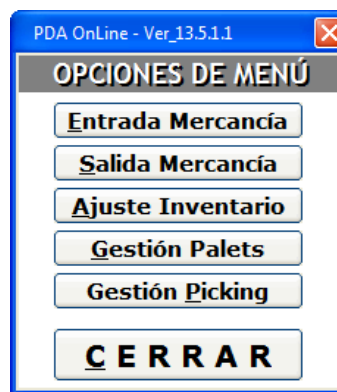 PDA OnLine - Ver_13.5.1.1
OPCIONES DE MENÚ
Entrada Mercancía
Salida Mercancía
Ajuste Inventario
Gestión Palets
Gestión Picking
C E R R A R